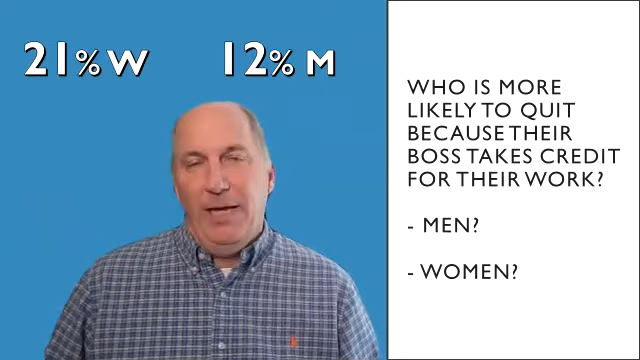 21% W 12% M
WHO IS MORE
LIKELY TO QUIT
BECAUSE THEIR
BOSS TAKES CREDIT
FOR THEIR WORK?
- MEN?
- WOMEN?